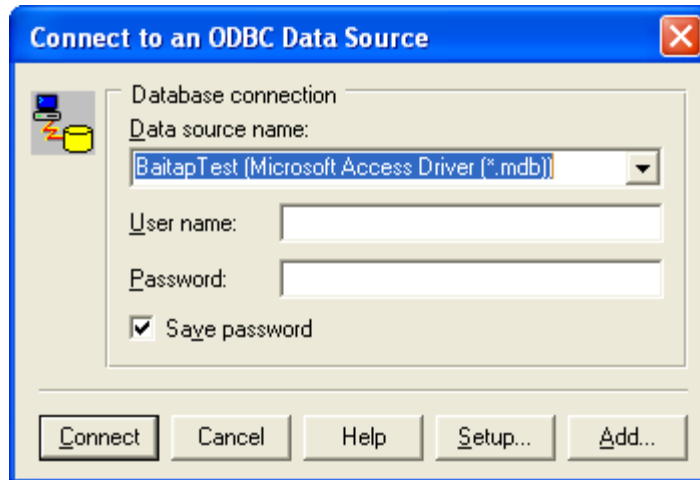 Connect to an ODBC Data Source
Database connection
Data source name:
BaitapTest (Microsoft Access Driver (*.mdb))
User name:
Password:
Save password
Connect Cancel Help Setup... Add...